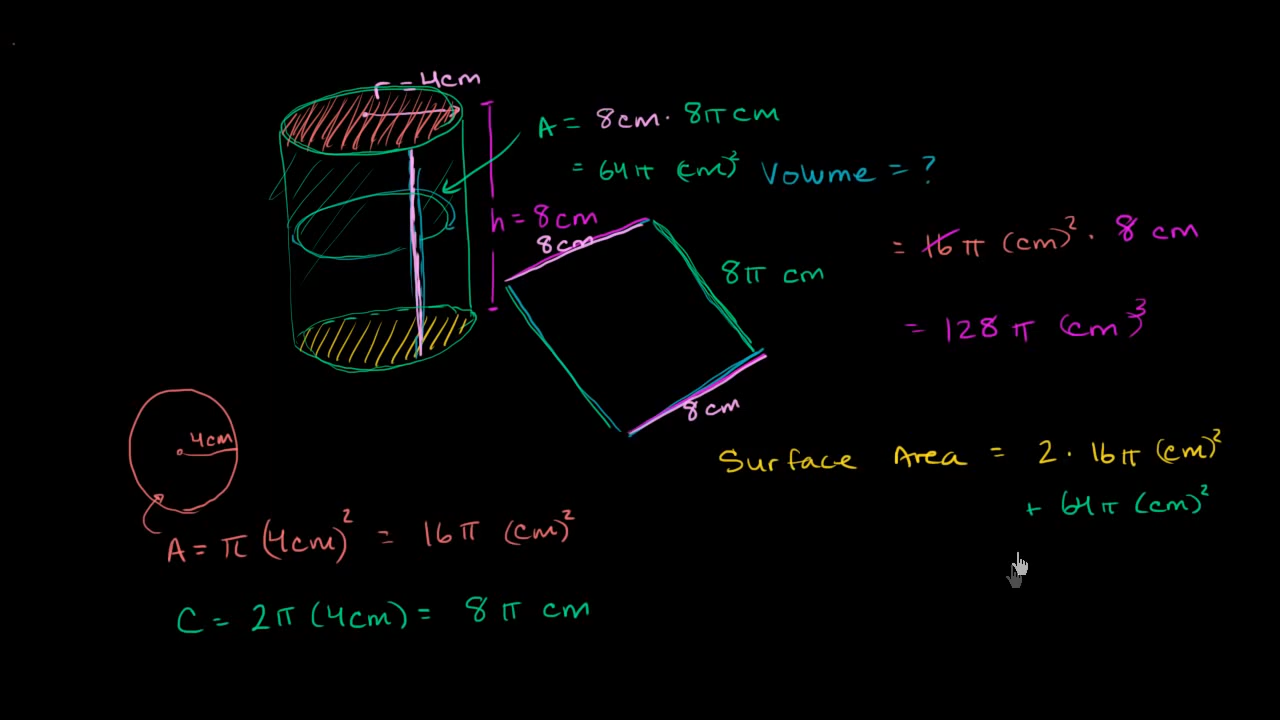 r = 4cm
A = 8cm · 8π cm
= 64π (cm)²
Volume = ?
h = 8cm
8cm
8π cm
8cm
= 16π (cm)² · 8 cm
= 128π (cm)³
4cm
Surface Area = 2 · 16π (cm)²
+ 64π (cm)²
A = π (4cm)² = 16π (cm)²
C = 2π (4cm) = 8π cm